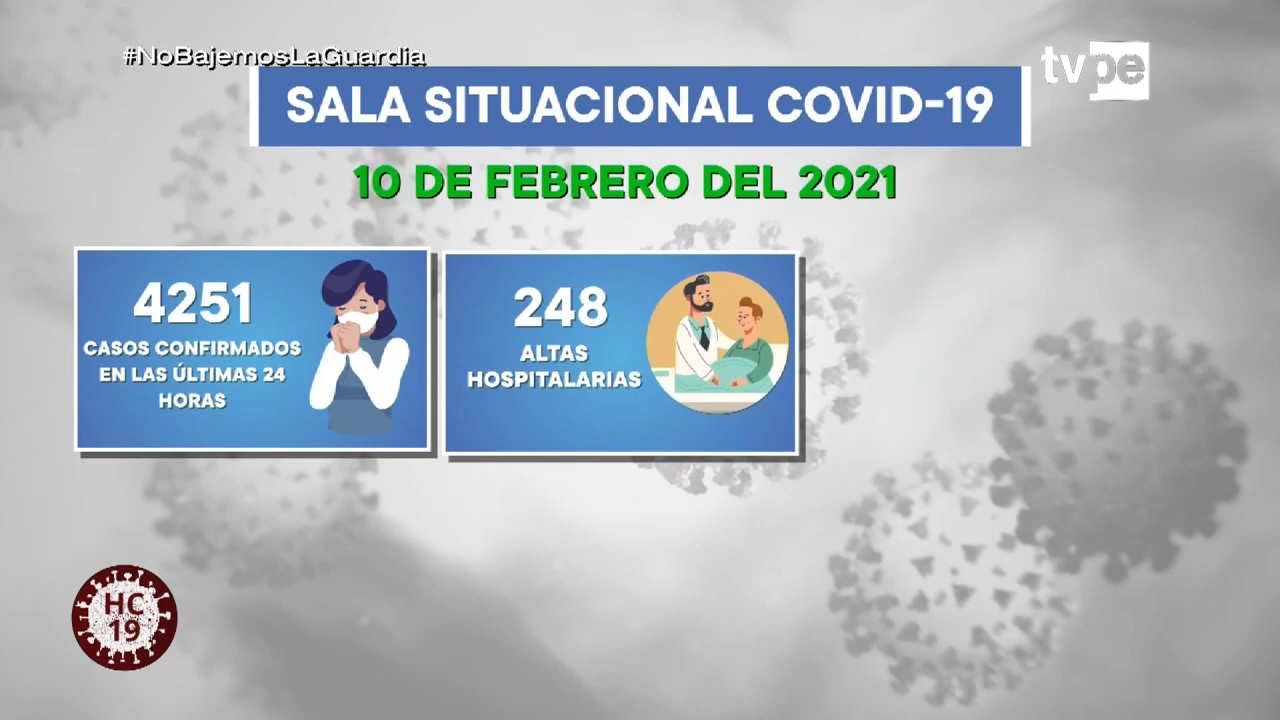 #NoBajemosLaGuardia
tvpe
SALA SITUACIONAL COVID-19
10 DE FEBRERO DEL 2021
4251
CASOS CONFIRMADOS
EN LAS ÚLTIMAS 24
HORAS
248
ALTAS
HOSPITALARIAS
HC
19